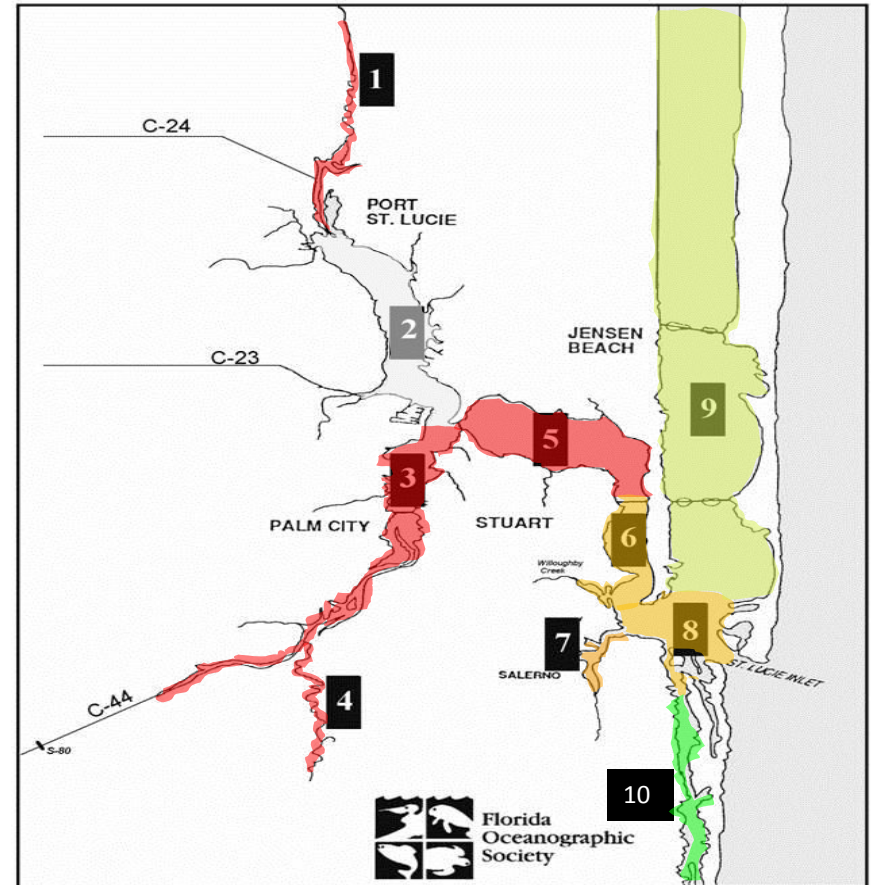 1
C-24
PORT
ST. LUCIE
2
JENSEN
BEACH
C-23
9
5
3
PALM CITY
STUART
6
Willoughby
Creek
8
7
ST. LUCIE INLET
SALERNO
C-44
4
S-80
10
Florida
Oceanographic
Society